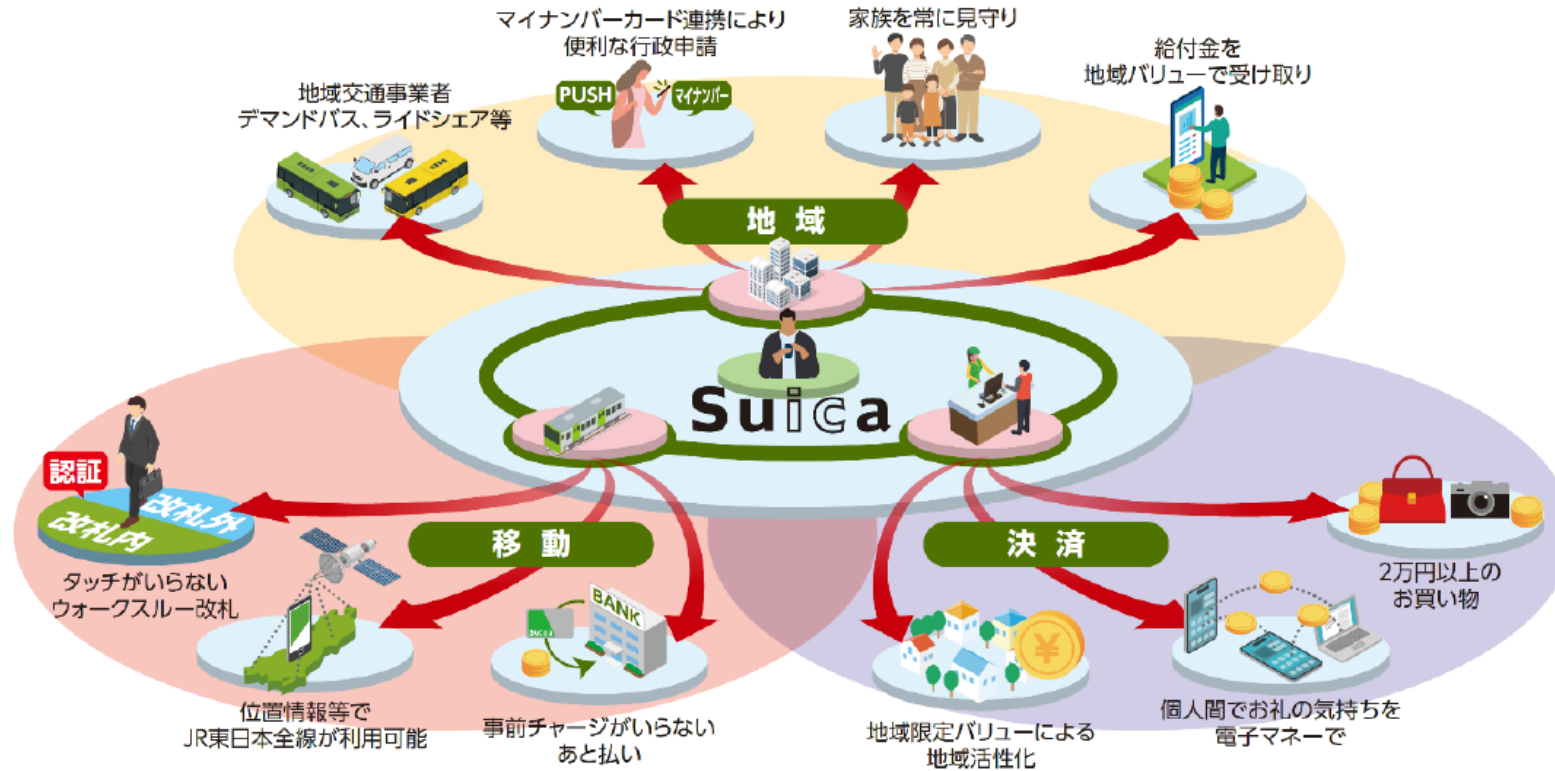 マイナンバーカード連携により
便利な行政申請
家族を常に見守り
給付金を
地域バリューで受け取り
地域交通事業者
デマンドバス、ライドシェア等
PUSH
マイナンバー
地域
Suica
認証
改札外
改札内
タッチがいらない
ウォークスルー改札
移動
位置情報等で
JR東日本全線が利用可能
Suica
BANK
事前チャージがいらない
あと払い
決済
¥
地域限定バリューによる
地域活性化
個人間でお礼の気持ちを
電子マネーで
2万円以上の
お買い物